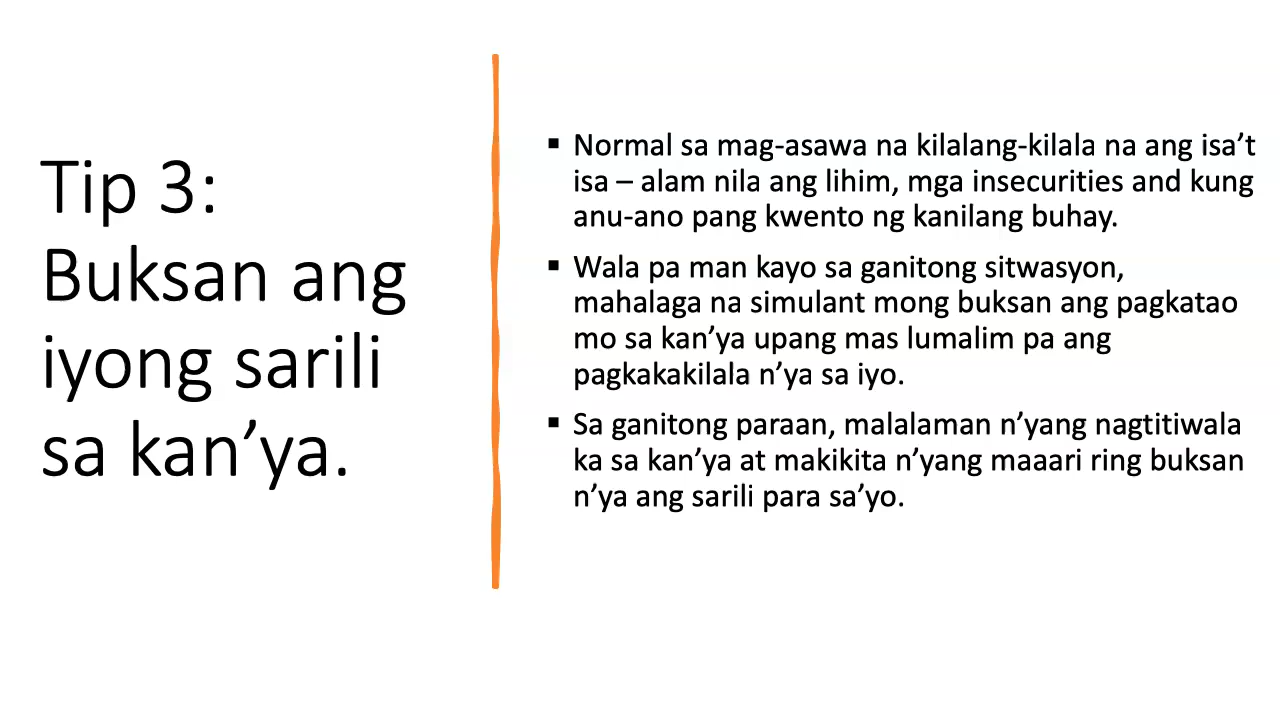 Tip 3:
Buksan ang
iyong sarili
sa kan’ya.
▪ Normal sa mag-asawa na kilalang-kilala na ang isa’t
isa – alam nila ang lihim, mga insecurities and kung
anu-ano pang kwento ng kanilang buhay.
▪ Wala pa man kayo sa ganitong sitwasyon,
mahalaga na simulant mong buksan ang pagkatao
mo sa kan’ya upang mas lumalim pa ang
pagkakakilala n’ya sa iyo.
▪ Sa ganitong paraan, malalaman n’yang nagtitiwala
ka sa kan’ya at makikita n’yang maaari ring buksan
n’ya ang sarili para sa’yo.